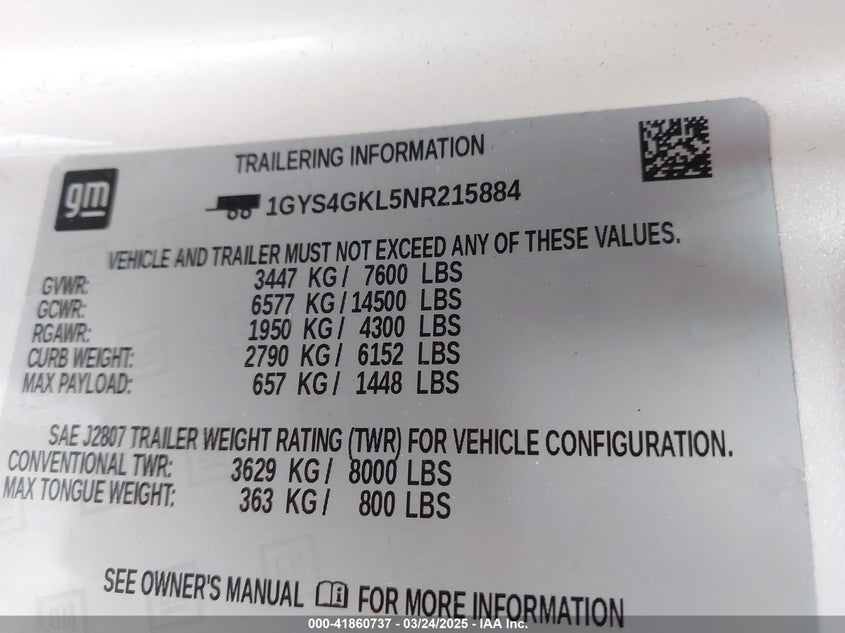 gm
TRAILERING INFORMATION
1GYS4GKL5NR215884
VEHICLE AND TRAILER MUST NOT EXCEED ANY OF THESE VALUES.
GVWR: 3447 KG/ 7600 LBS
GCWR: 6577 KG/14500 LBS
RGAWR: 1950 KG/ 4300 LBS
CURB WEIGHT: 2790 KG/ 6152 LBS
MAX PAYLOAD: 657 KG/ 1448 LBS
SAE J2807 TRAILER WEIGHT RATING (TWR) FOR VEHICLE CONFIGURATION.
CONVENTIONAL TWR: 3629 KG/ 8000 LBS
MAX TONGUE WEIGHT: 363 KG/ 800 LBS
SEE OWNER'S MANUAL FOR MORE INFORMATION
000-41860737 - 03/24/2025 - IAA Inc.